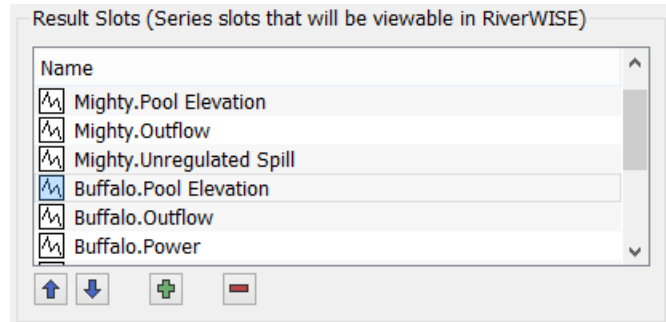 Result Slots (Series slots that will be viewable in RiverWISE)
Name
Mighty.Pool Elevation
Mighty.Outflow
Mighty.Unregulated Spill
Buffalo.Pool Elevation
Buffalo.Outflow
Buffalo.Power